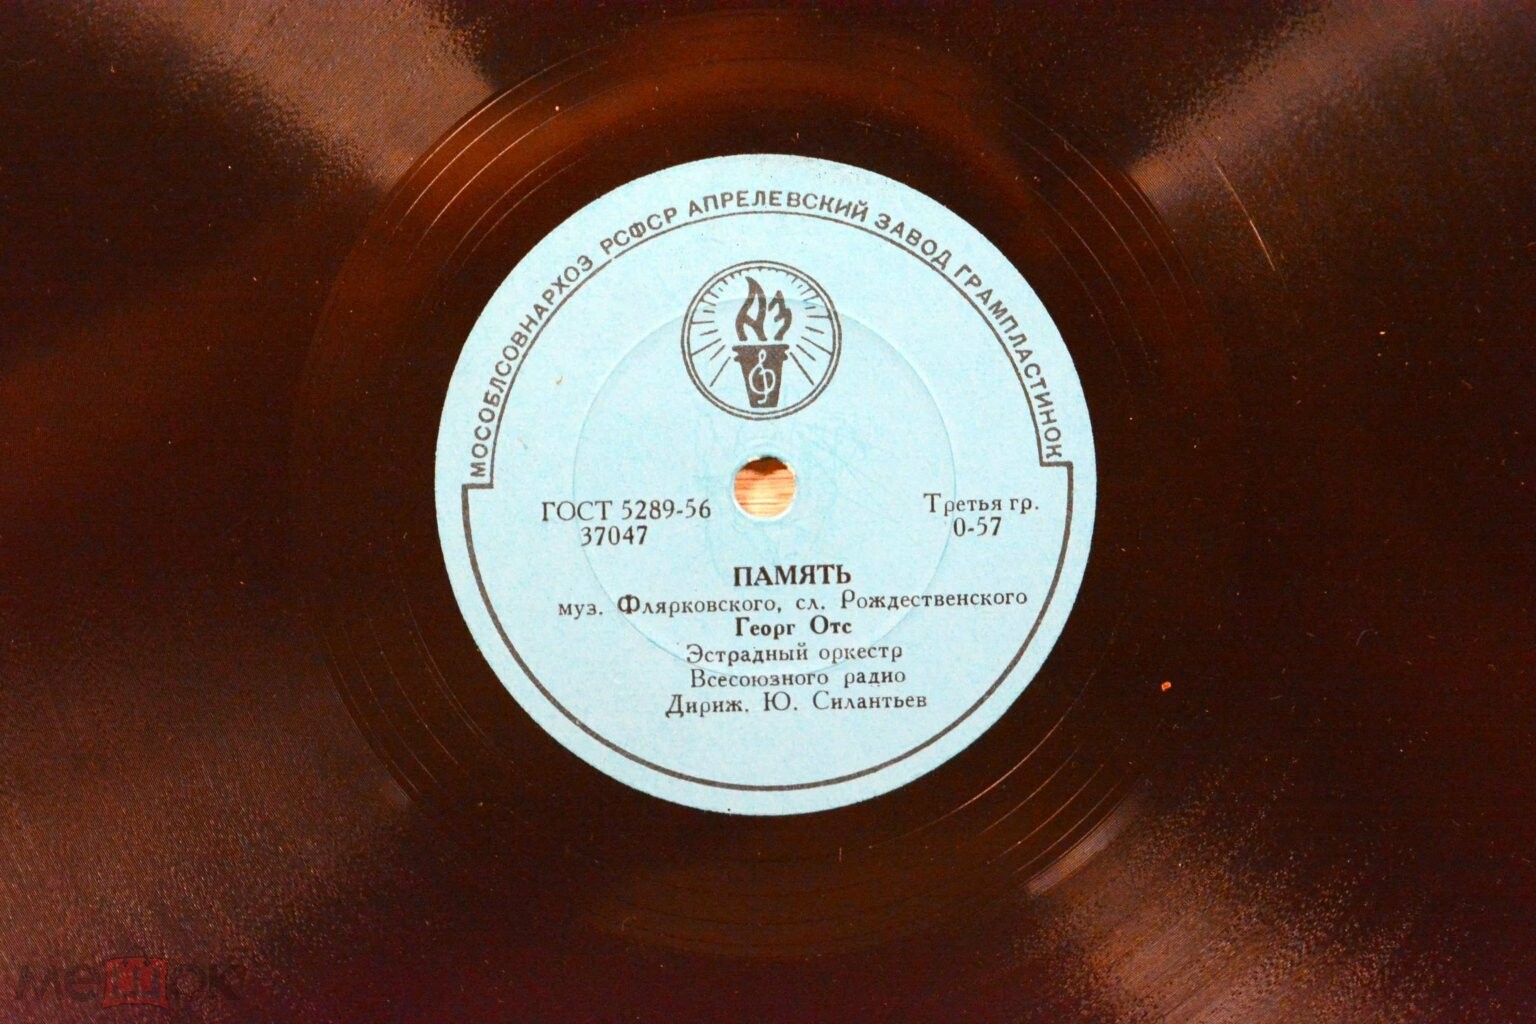 МОСОБЛСОВНАРХОЗ РСФСР АПРЕЛЕВСКИЙ ЗАВОД ГРАМПЛАСТИНОК
АЗ
ГОСТ 5289-56
37047
Третья гр.
0-57
ПАМЯТЬ
муз. Флярковского, сл. Рождественского
Георг Отс
Эстрадный оркестр
Всесоюзного радио
Дириж. Ю. Силантьев
мешок